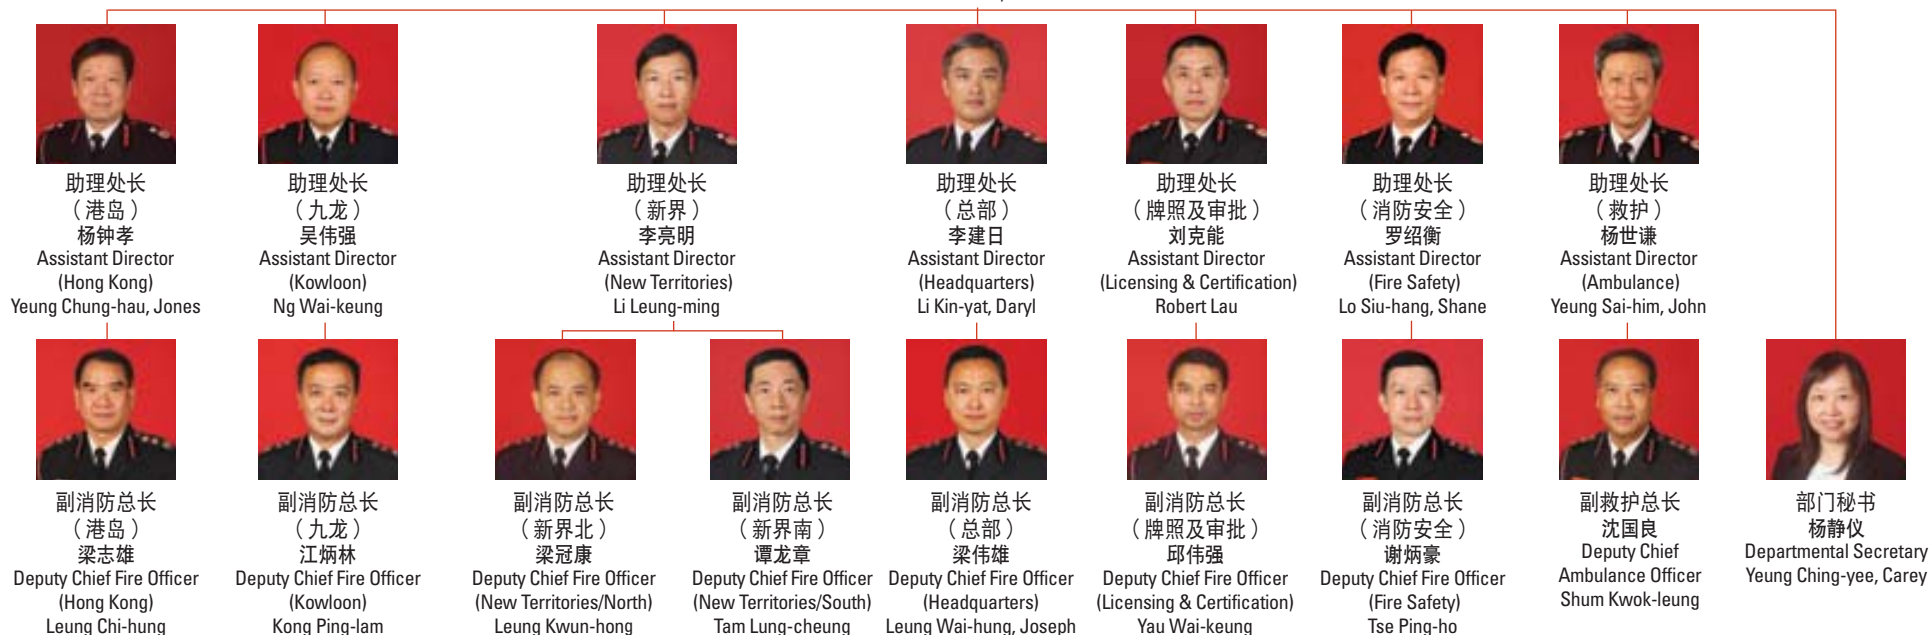 助理处长
（港岛）
杨钟孝
Assistant Director
(Hong Kong)
Yeung Chung-hau, Jones
助理处长
（九龙）
吴伟强
Assistant Director
(Kowloon)
Ng Wai-keung
助理处长
（新界）
李亮明
Assistant Director
(New Territories)
Li Leung-ming
助理处长
（总部）
李建日
Assistant Director
(Headquarters)
Li Kin-yat, Daryl
助理处长
（牌照及审批）
刘克能
Assistant Director
(Licensing & Certification)
Robert Lau
助理处长
（消防安全）
罗绍衡
Assistant Director
(Fire Safety)
Lo Siu-hang, Shane
助理处长
（救护）
杨世谦
Assistant Director
(Ambulance)
Yeung Sai-him, John
副消防总长
（港岛）
梁志雄
Deputy Chief Fire Officer
(Hong Kong)
Leung Chi-hung
副消防总长
（九龙）
江炳林
Deputy Chief Fire Officer
(Kowloon)
Kong Ping-lam
副消防总长
（新界北）
梁冠康
Deputy Chief Fire Officer
(New Territories/North)
Leung Kwun-hong
副消防总长
（新界南）
谭龙章
Deputy Chief Fire Officer
(New Territories/South)
Tam Lung-cheung
副消防总长
（总部）
梁伟雄
Deputy Chief Fire Officer
(Headquarters)
Leung Wai-hung, Joseph
副消防总长
（牌照及审批）
邱伟强
Deputy Chief Fire Officer
(Licensing & Certification)
Yau Wai-keung
副消防总长
（消防安全）
谢炳豪
Deputy Chief Fire Officer
(Fire Safety)
Tse Ping-ho
副救护总长
沈国良
Deputy Chief
Ambulance Officer
Shum Kwok-leung
部门秘书
杨静仪
Departmental Secretary
Yeung Ching-yee, Carey